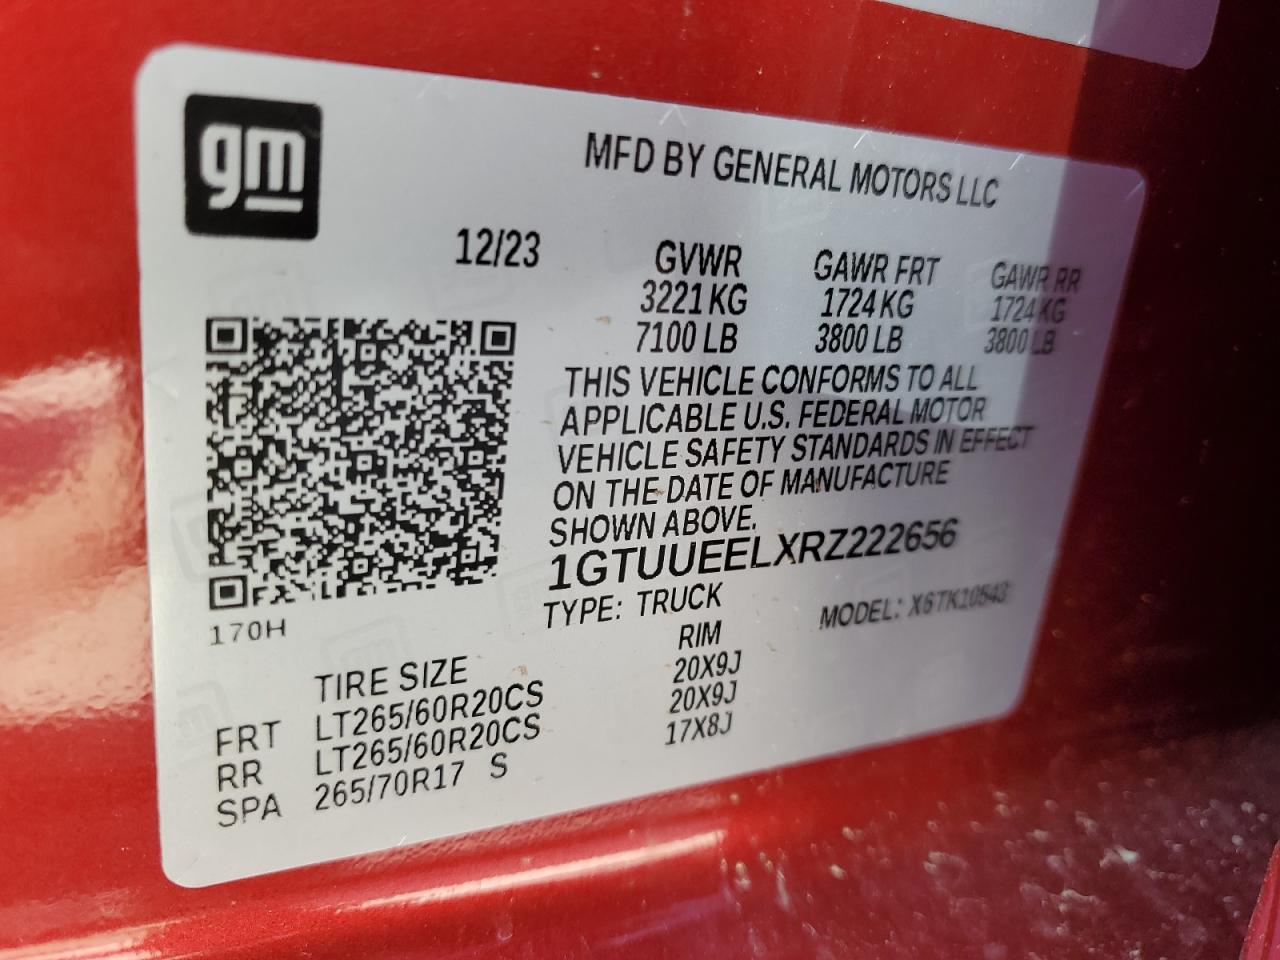 gm
MFD BY GENERAL MOTORS LLC
12/23 GVWR GAWR FRT GAWR RR
3221 KG 1724 KG 1724 KG
7100 LB 3800 LB 3800 LB
THIS VEHICLE CONFORMS TO ALL
APPLICABLE U.S. FEDERAL MOTOR
VEHICLE SAFETY STANDARDS IN EFFECT
ON THE DATE OF MANUFACTURE
SHOWN ABOVE.
1GTUUEELXRZ222656
TYPE: TRUCK MODEL: X6TK10543
170H
TIRE SIZE RIM
FRT LT265/60R20CS 20X9J
RR LT265/60R20CS 20X9J
SPA 265/70R17 S 17X8J